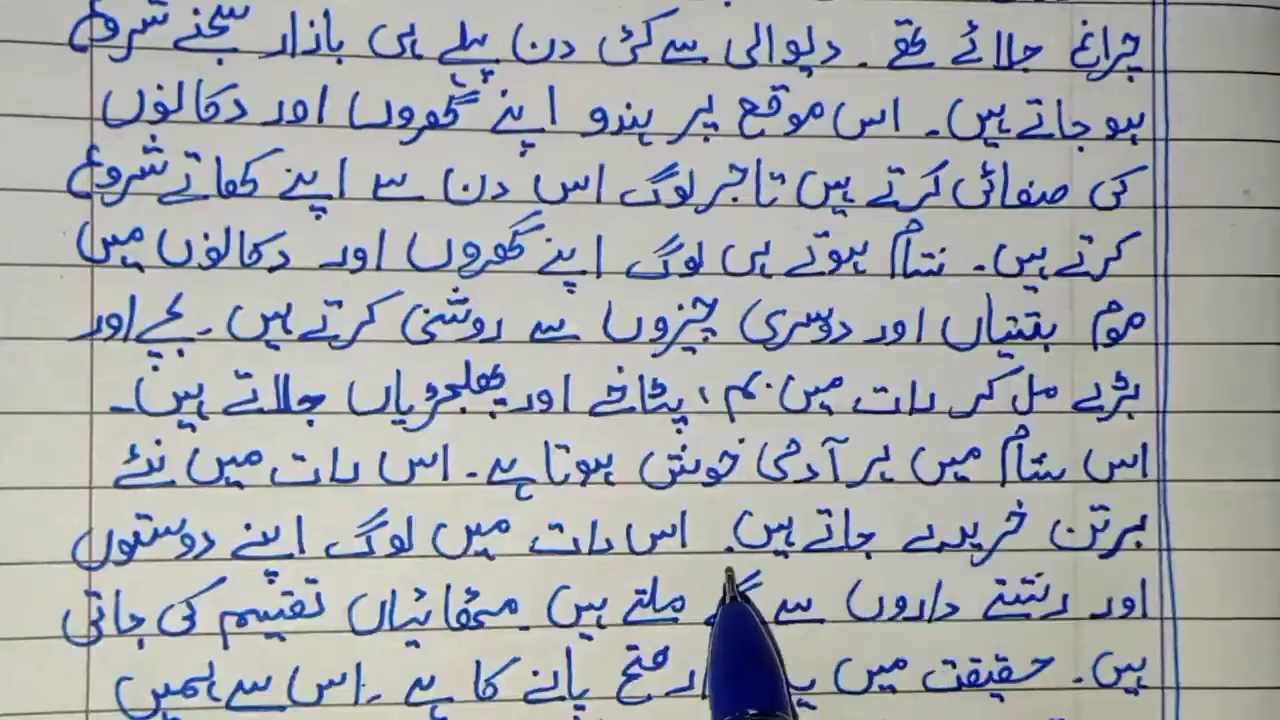 چراغ جلائے تھے۔ دیوالی سے کئی دن پہلے ہی بازار سجنے شروع
ہو جاتے ہیں۔ اس موقع پر ہندو اپنے گھروں اور دکانوں
کی صفائی کرتے ہیں تاجر لوگ اس دن سے اپنے کھاتے شروع
کرتے ہیں۔ شام ہوتے ہی لوگ اپنے گھروں اور دکانوں میں
موم بتیاں اور دوسری چیزوں سے روشنی کرتے ہیں۔ بچے اور
بڑے مل کر رات میں بم، پٹاخے اور پھلجڑیاں جلاتے ہیں۔
اس شام میں ہر آدمی خوش ہوتا ہے۔ اس رات میں نئے
برتن خریدے جاتے ہیں۔ اس رات میں لوگ اپنے دوستوں
اور رشتے داروں سے ملتے ہیں۔ مٹھائیاں تقسیم کی جاتی
ہیں۔ حقیقت میں فتح پانے کا ہے۔ اس سے ہمیں